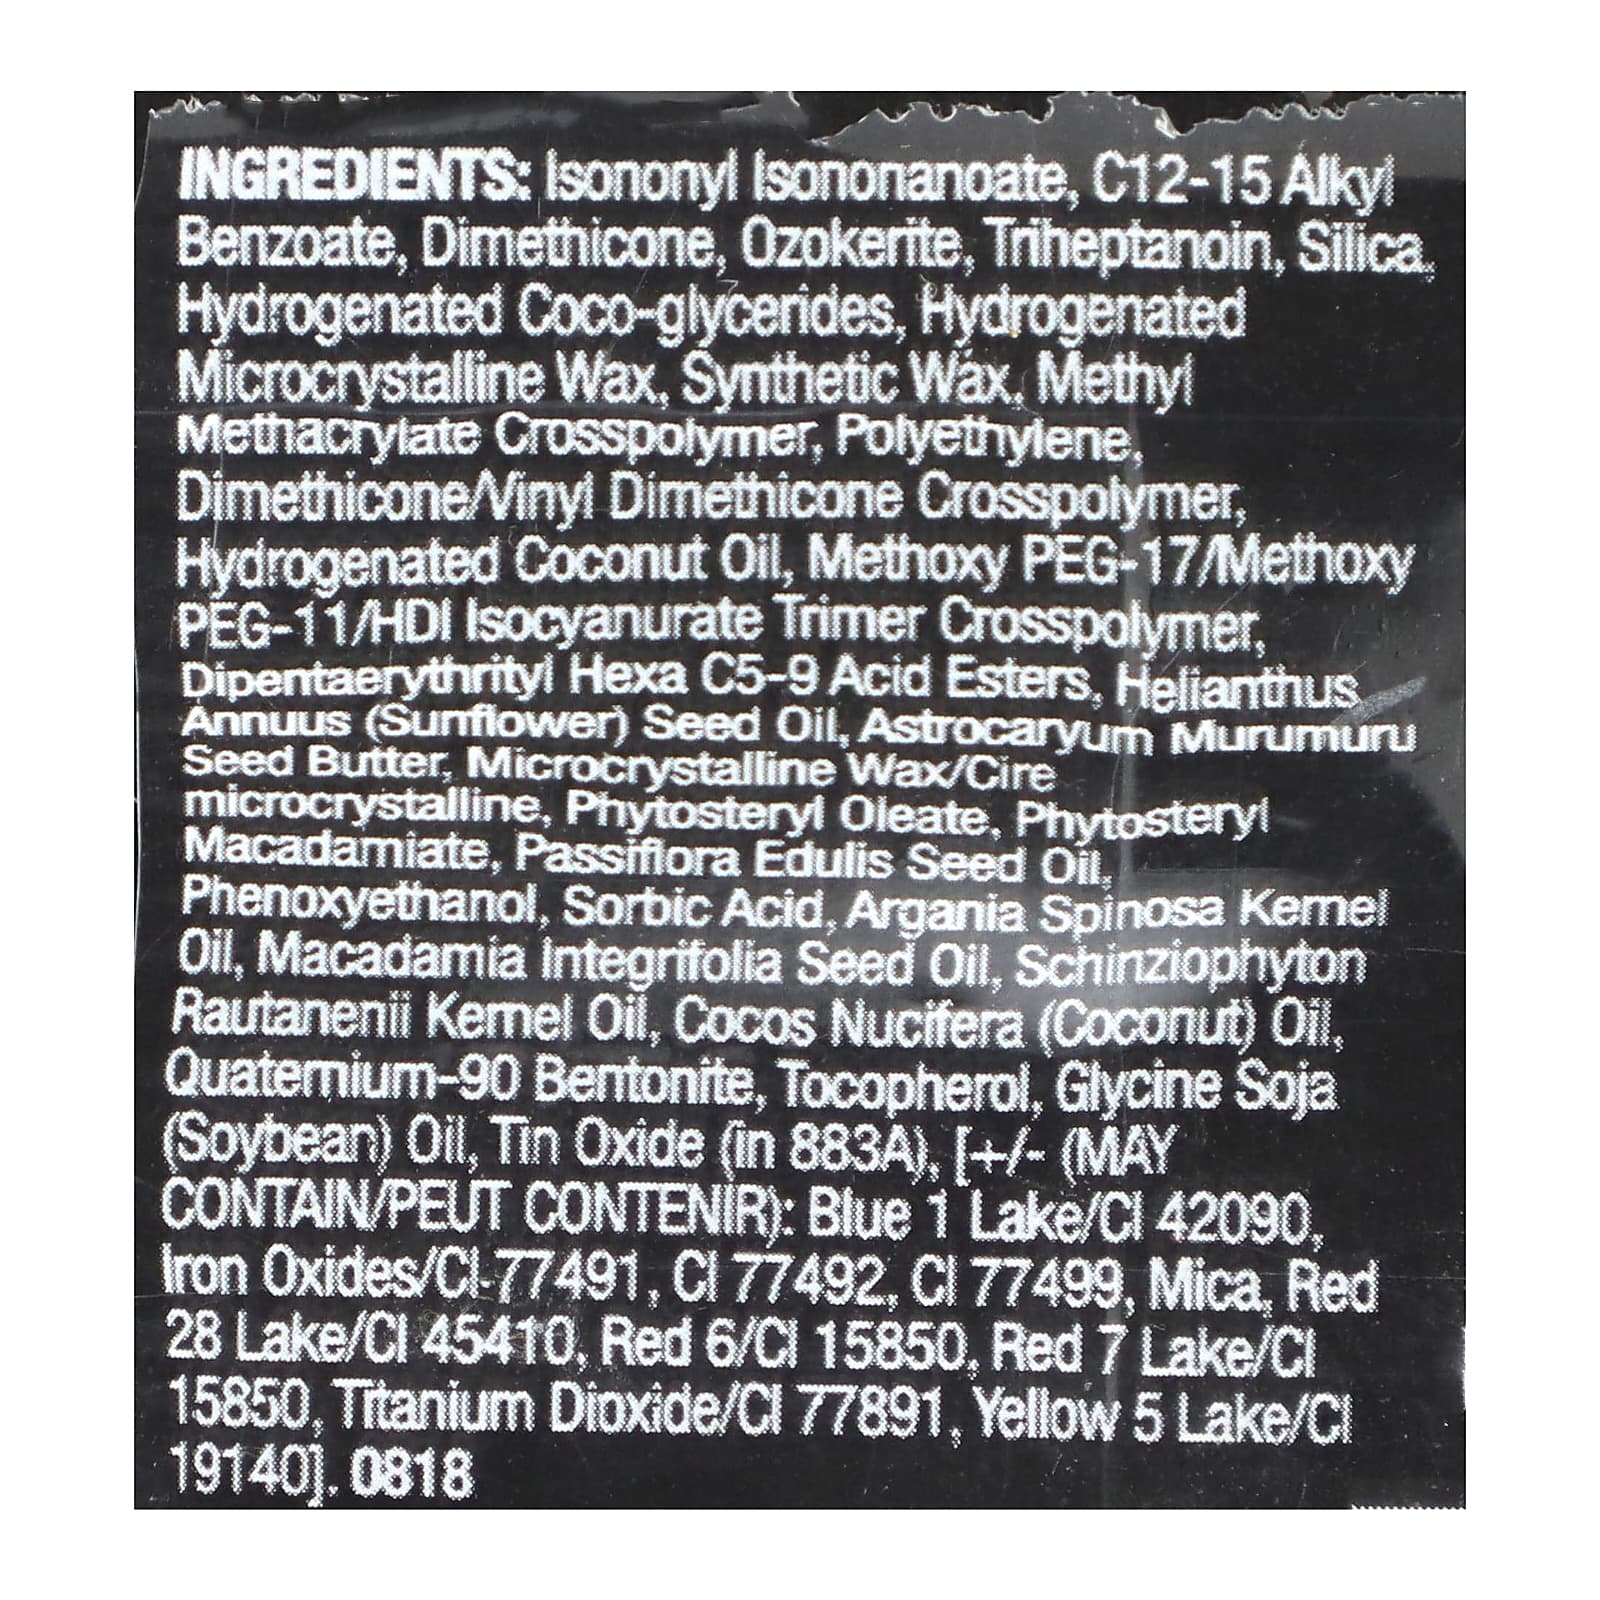 INGREDIENTS: Isononyl Isononanoate, C12-15 Alkyl
Benzoate, Dimethicone, Ozokerite, Triheptanoin, Silica,
Hydrogenated Coco-glycerides, Hydrogenated
Microcrystalline Wax, Synthetic Wax, Methyl
Methacrylate Crosspolymer, Polyethylene,
Dimethicone/Vinyl Dimethicone Crosspolymer,
Hydrogenated Coconut Oil, Methoxy PEG-17/Methoxy
PEG-11/HDI Isocyanurate Trimer Crosspolymer,
Dipentaerythrityl Hexa C5-9 Acid Esters, Helianthus
Annuus (Sunflower) Seed Oil, Astrocaryum Murumuru
Seed Butter, Microcrystalline Wax/Cire
microcrystalline, Phytosteryl Oleate, Phytosteryl
Macadamiate, Passiflora Edulis Seed Oil,
Phenoxyethanol, Sorbic Acid, Argania Spinosa Kernel
Oil, Macadamia Integrifolia Seed Oil, Schinziophyton
Rautanenii Kernel Oil, Cocos Nucifera (Coconut) Oil,
Quaternium-90 Bentonite, Tocopherol, Glycine Soja
(Soybean) Oil, Tin Oxide (in 883A), [+/- (MAY
CONTAIN/PEUT CONTENIR): Blue 1 Lake/CI 42090,
Iron Oxides/CI 77491, CI 77492, CI 77499, Mica, Red
28 Lake/CI 45410, Red 6/CI 15850, Red 7 Lake/CI
15850, Titanium Dioxide/CI 77891, Yellow 5 Lake/CI
19140]. 0818